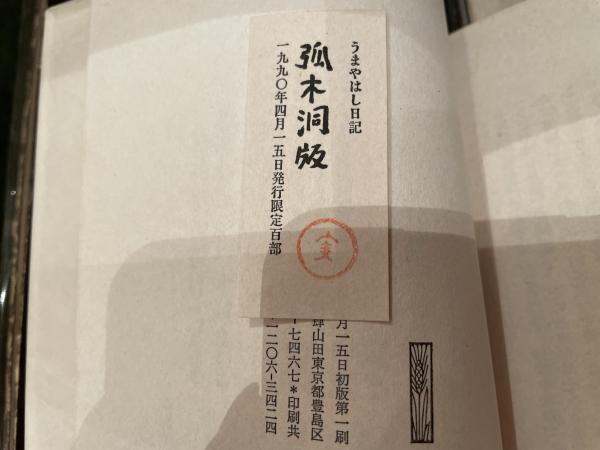 うまやはし日記
弧木洞版
一九九〇年四月一五日発行限定百部
月一五日初版第一刷
山田東京都豊島区
七四六七*印刷共
一二〇六-三四二四